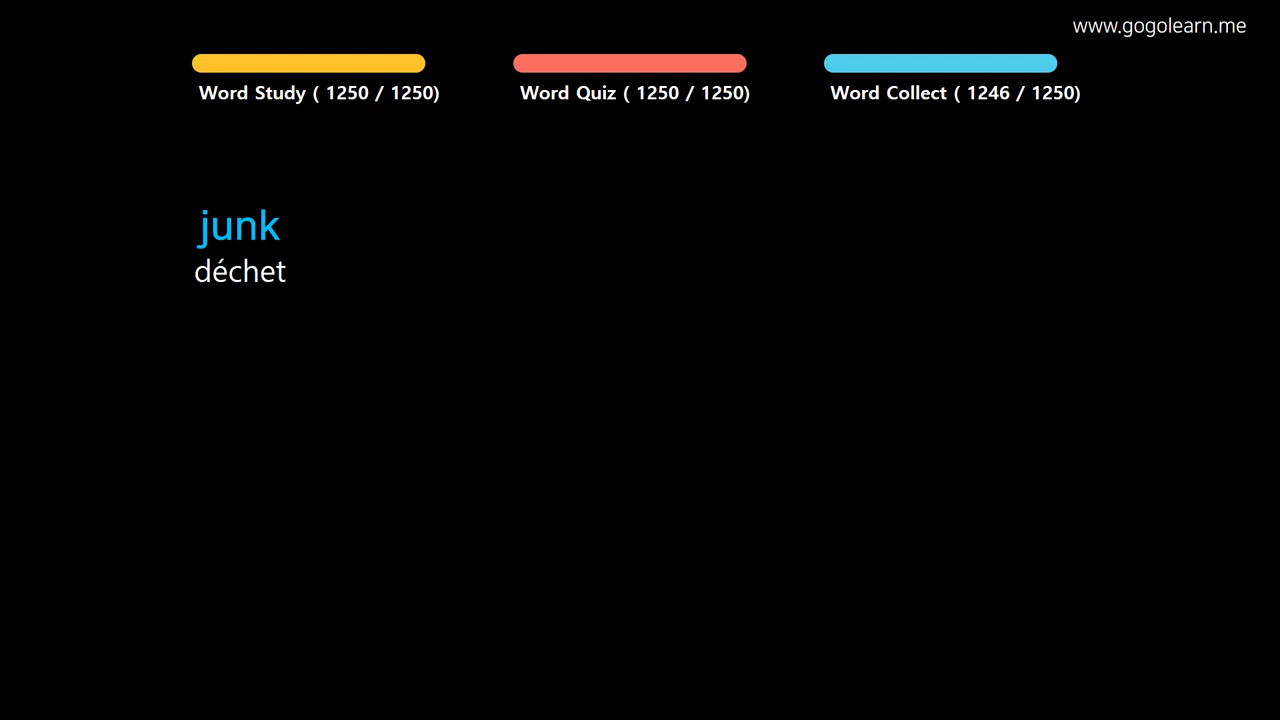 www.gogolearn.me
Word Study ( 1250 / 1250)
Word Quiz ( 1250 / 1250)
Word Collect ( 1246 / 1250)
junk
déchet